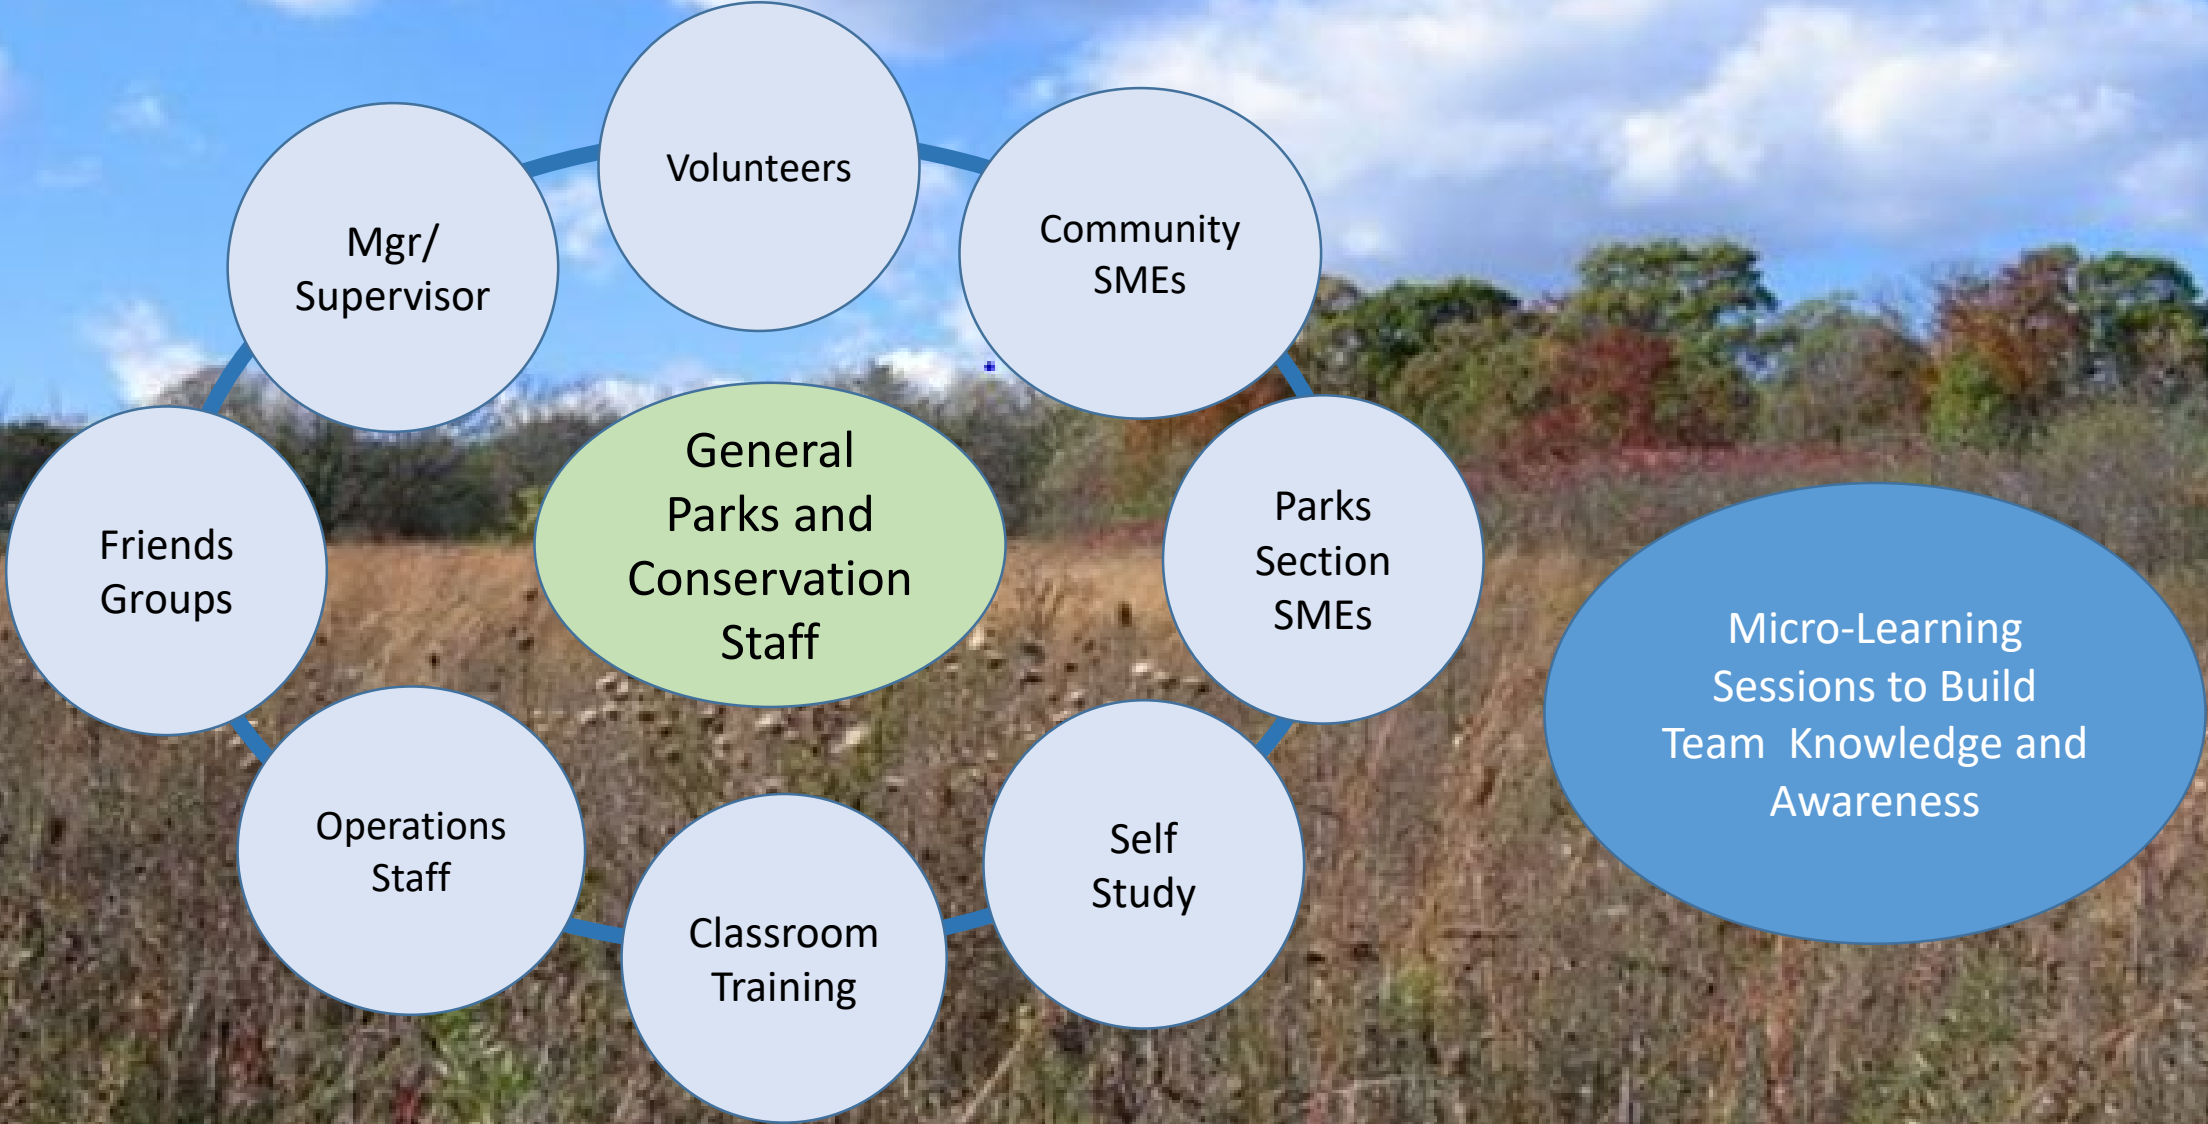 Volunteers
Community
SMEs
Mgr/
Supervisor
General
Parks and
Conservation
Staff
Parks
Section
SMEs
Friends
Groups
Micro-Learning
Sessions to Build
Team  Knowledge and
Awareness
Operations
Staff
Self
Study
Classroom
Training